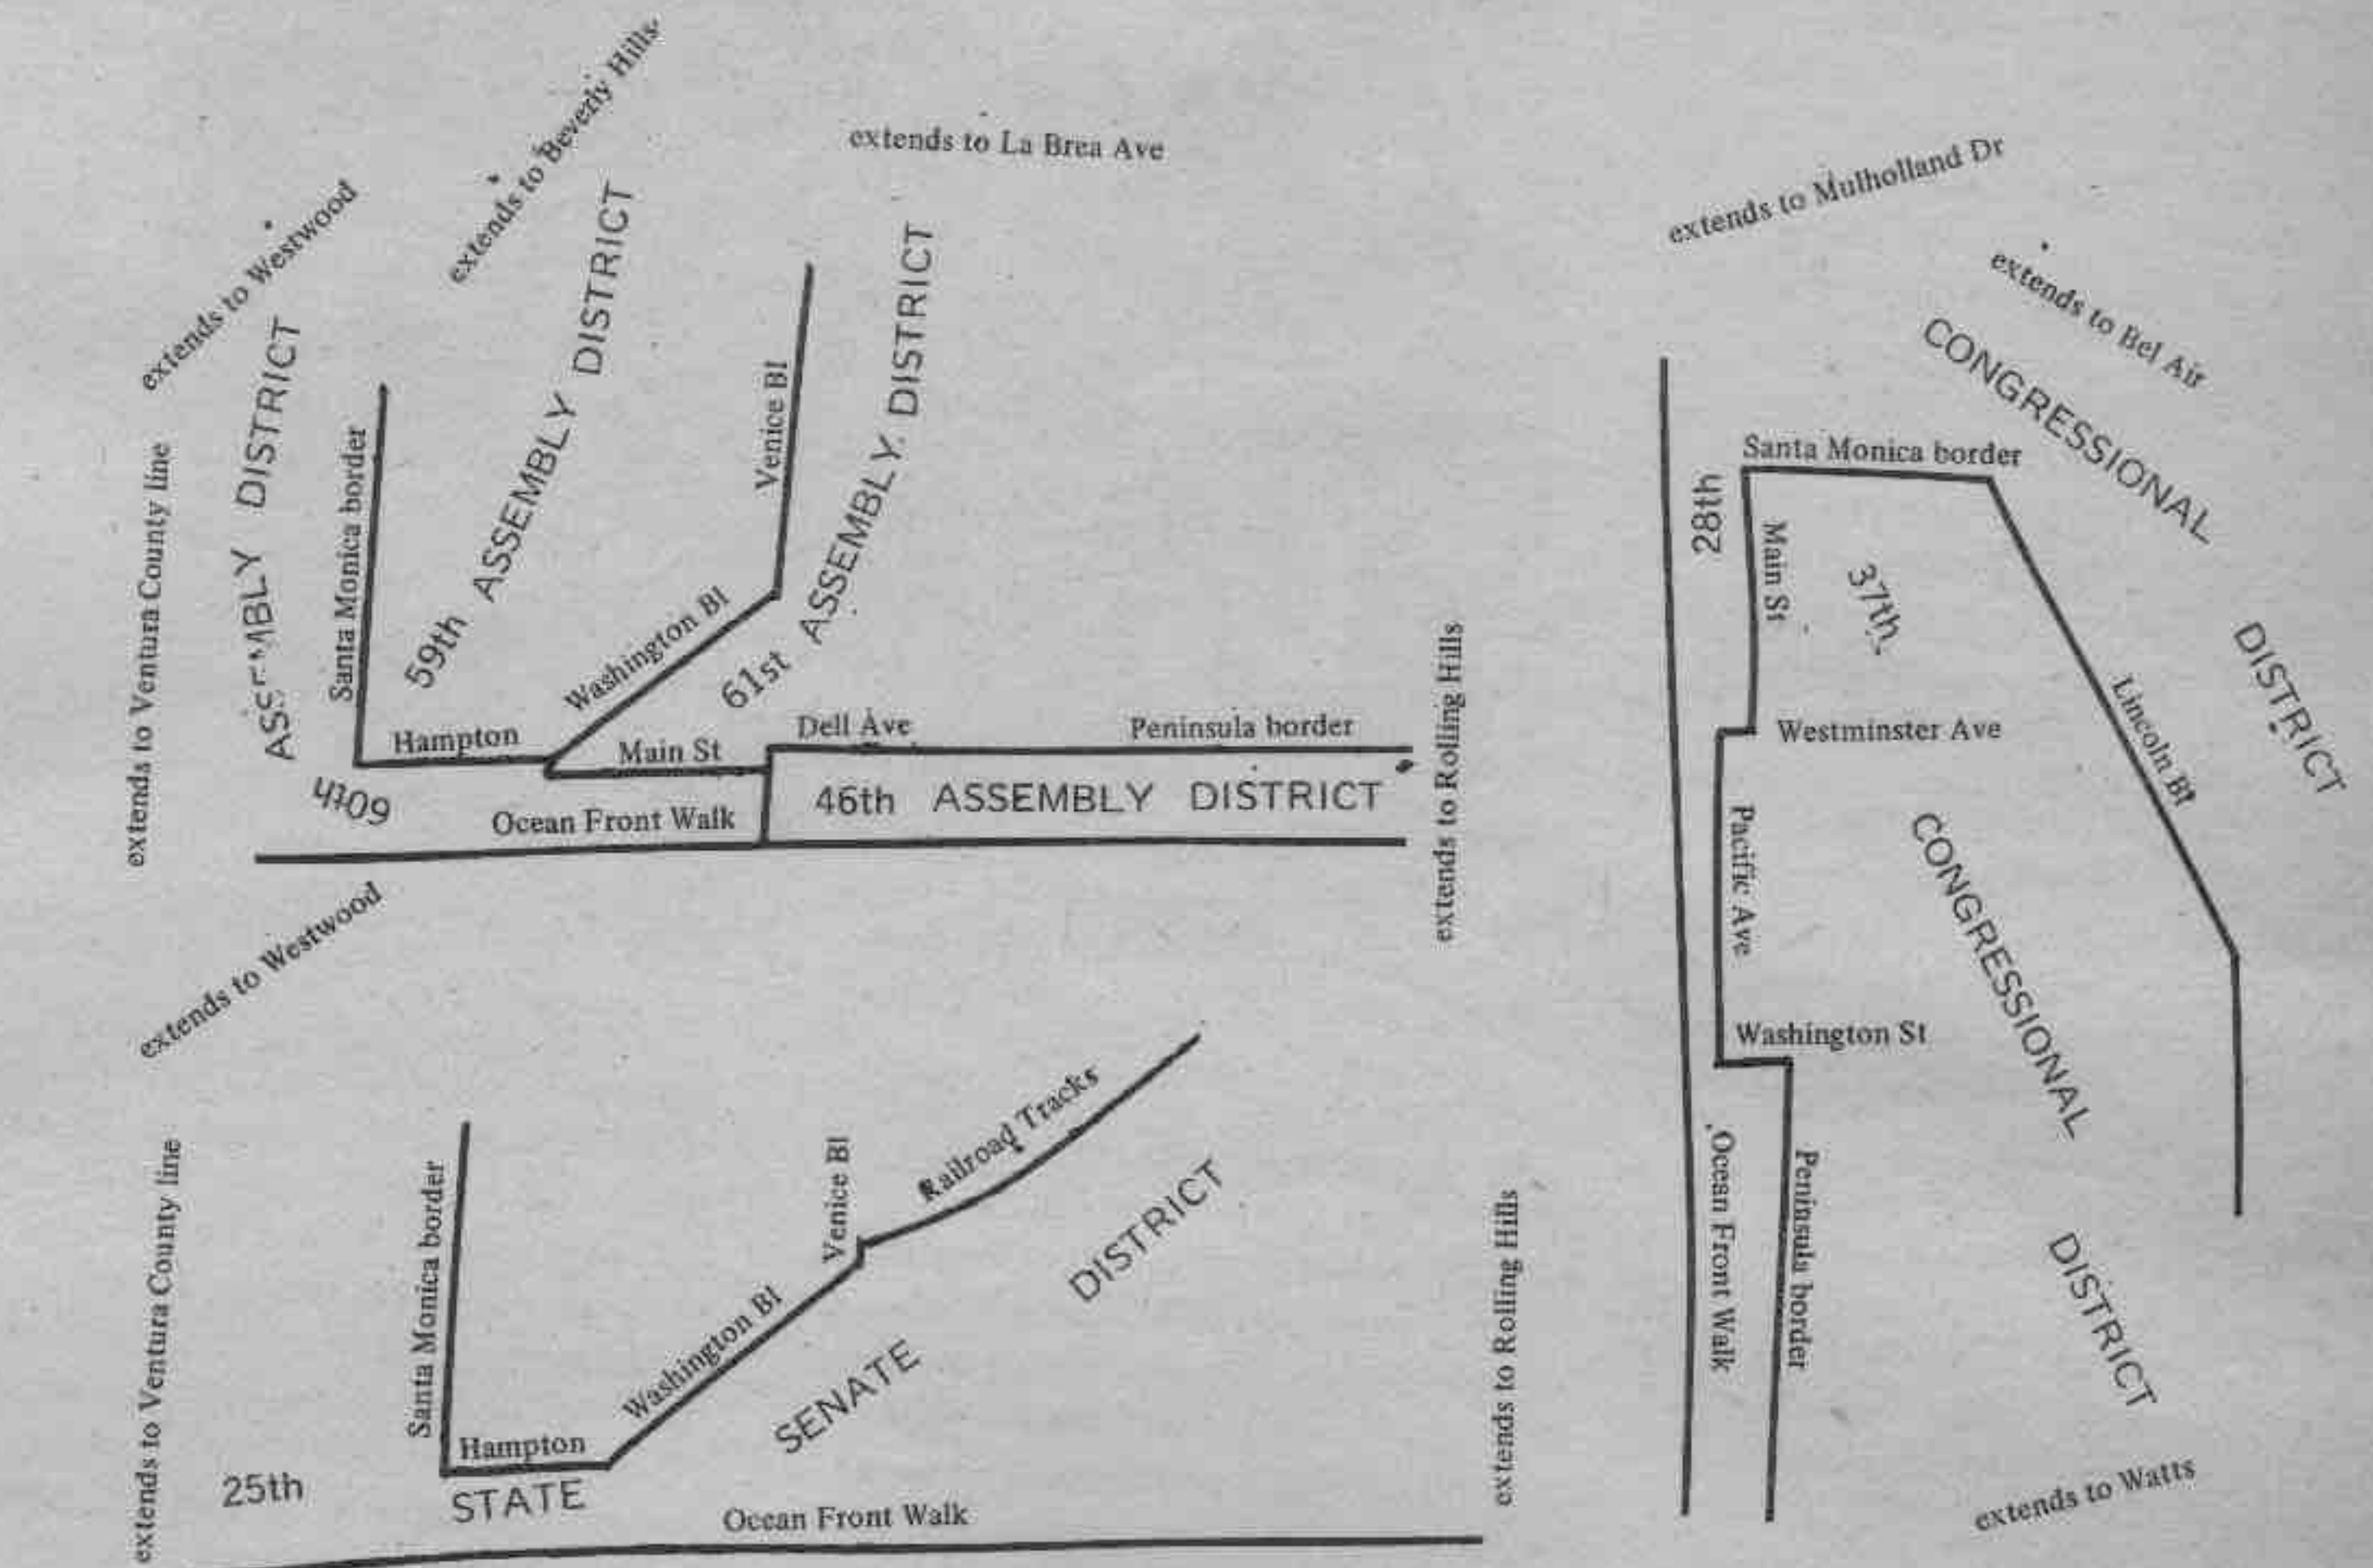 extends to Westwood
extends to Beverly Hills
extends to La Brea Ave
extends to Ventura County line
60th ASSEMBLY DISTRICT
Santa Monica border
59th ASSEMBLY DISTRICT
Venice Bl
61st ASSEMBLY DISTRICT
Washington Bl
Hampton
Main St
Dell Ave
Peninsula border
Ocean Front Walk
46th ASSEMBLY DISTRICT
extends to Rolling Hills
extends to Westwood
extends to Ventura County line
Santa Monica border
Venice Bl
Railroad Tracks
Washington Bl
Hampton
25th STATE SENATE DISTRICT
Ocean Front Walk
extends to Rolling Hills
extends to Mulholland Dr
extends to Bel Air
28th CONGRESSIONAL DISTRICT
Santa Monica border
Main St
37th CONGRESSIONAL DISTRICT
Lincoln Bl
Westminster Ave
Pacific Ave
Washington St
Ocean Front Walk
Peninsula border
extends to Watts